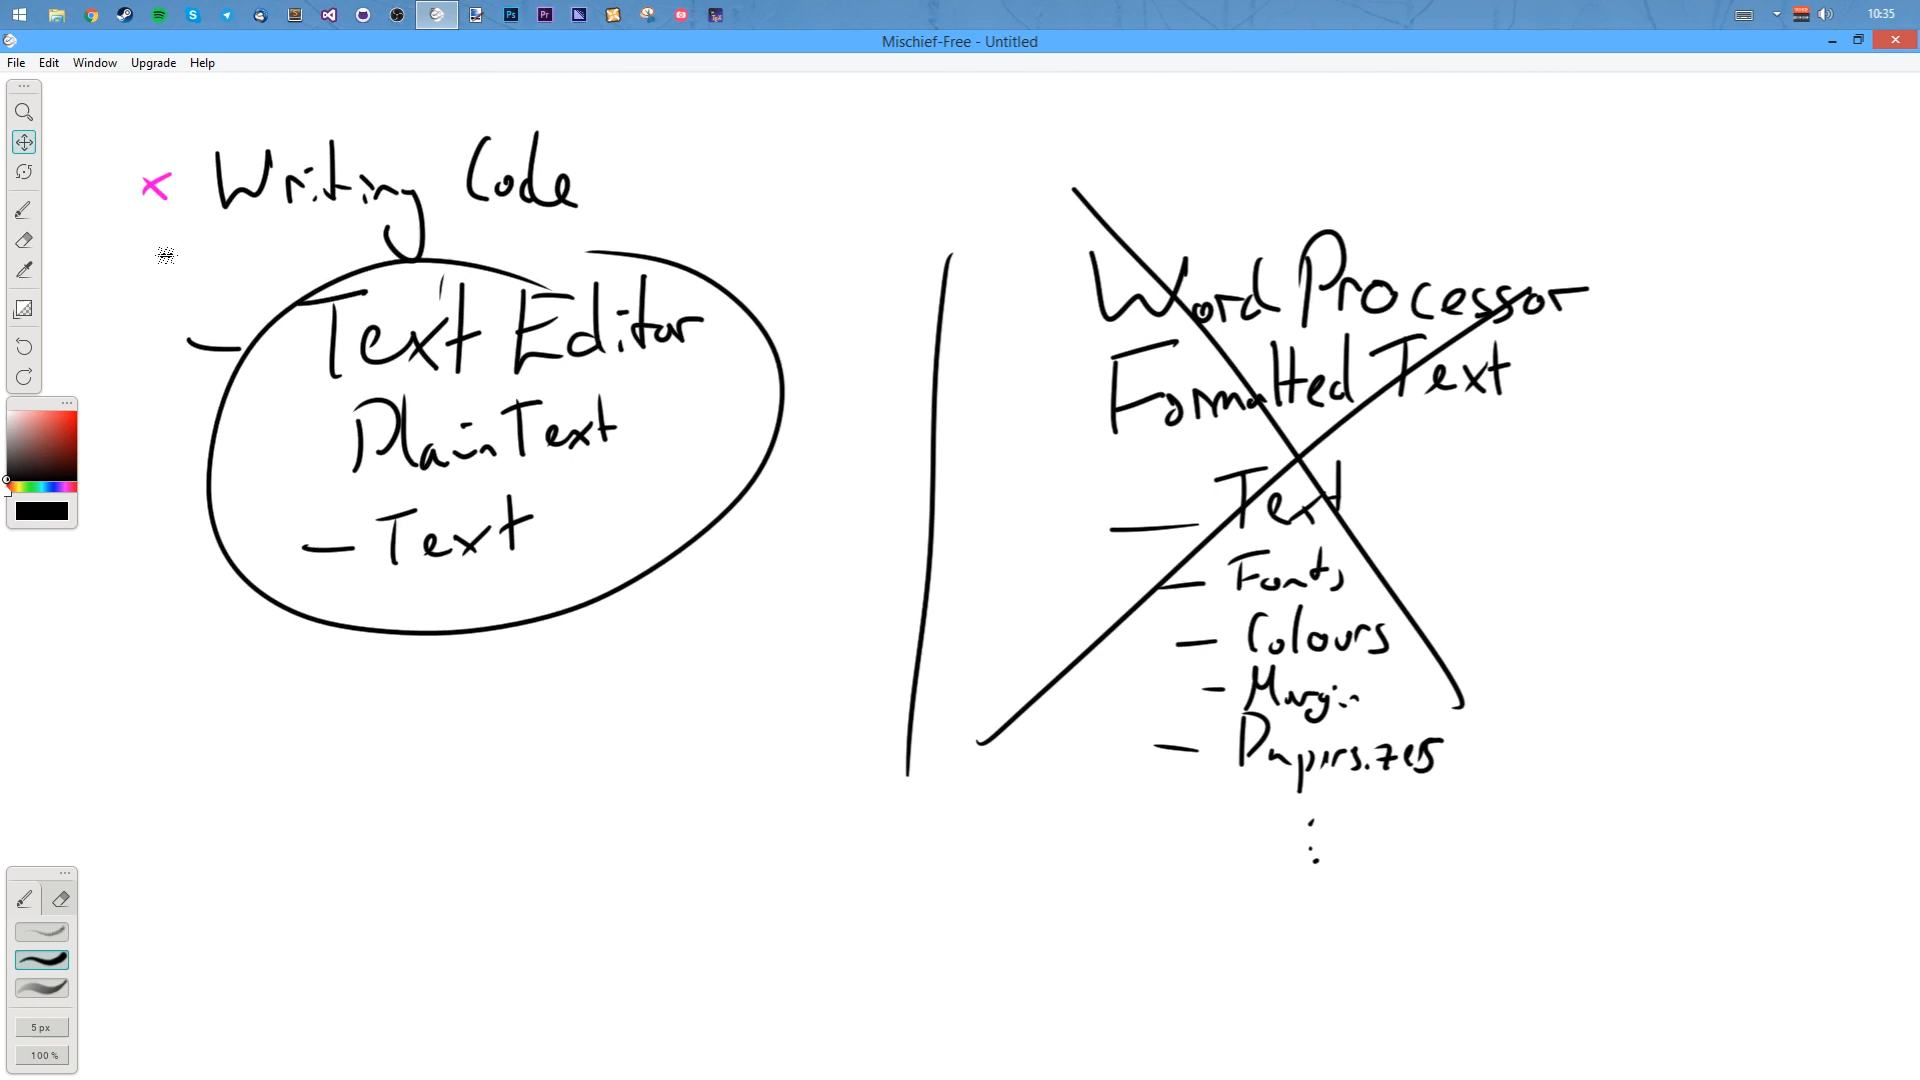 10:35
Mischief-Free - Untitled
File Edit Window Upgrade Help
Writing Code
- Text Editor
Plain Text
- Text
Word Processor
Formatted Text
- Text
- Fonts
- Colours
- Margin
5 px
100 %